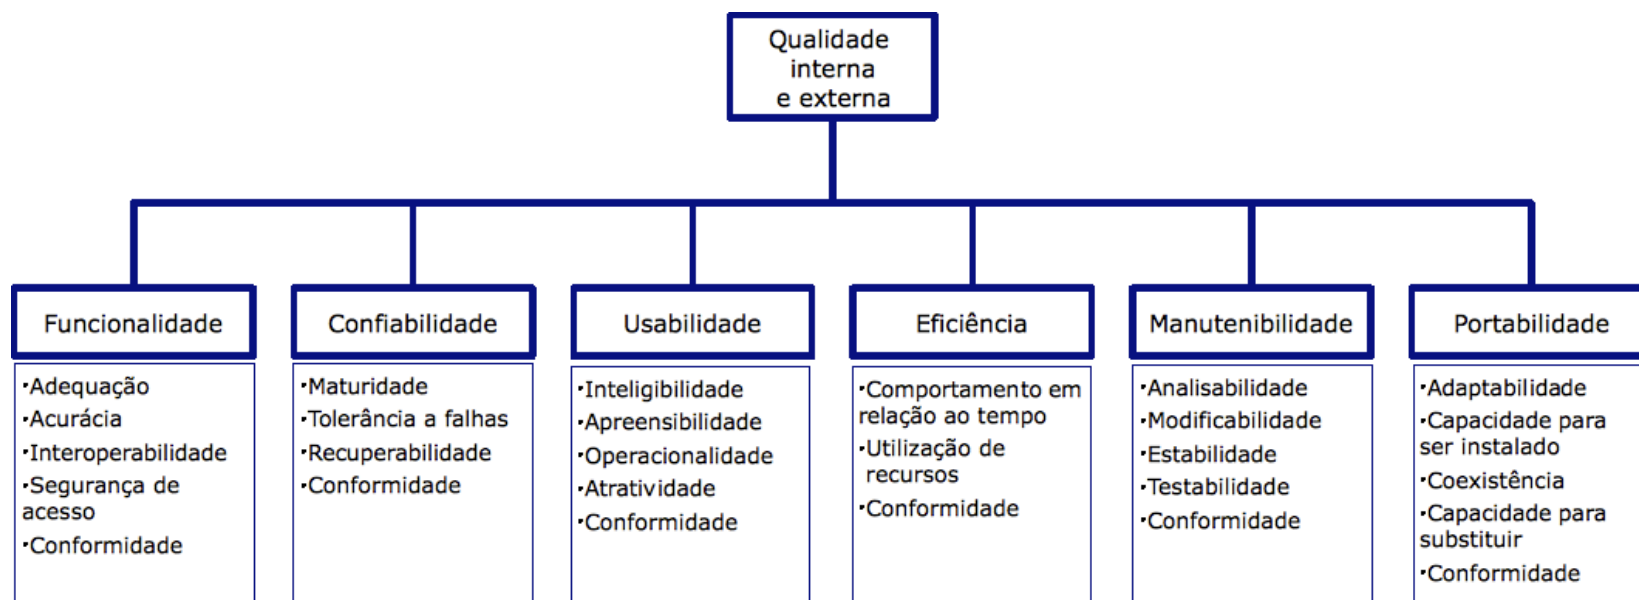 Qualidade
interna
e externa
Funcionalidade
·Adequação
·Acurácia
·Interoperabilidade
·Segurança de
acesso
·Conformidade
Confiabilidade
·Maturidade
·Tolerância a falhas
·Recuperabilidade
·Conformidade
Usabilidade
·Inteligibilidade
·Apreensibilidade
·Operacionalidade
·Atratividade
·Conformidade
Eficiência
·Comportamento em
relação ao tempo
·Utilização de
recursos
·Conformidade
Manutenibilidade
·Analisabilidade
·Modificabilidade
·Estabilidade
·Testabilidade
·Conformidade
Portabilidade
·Adaptabilidade
·Capacidade para
ser instalado
·Coexistência
·Capacidade para
substituir
·Conformidade